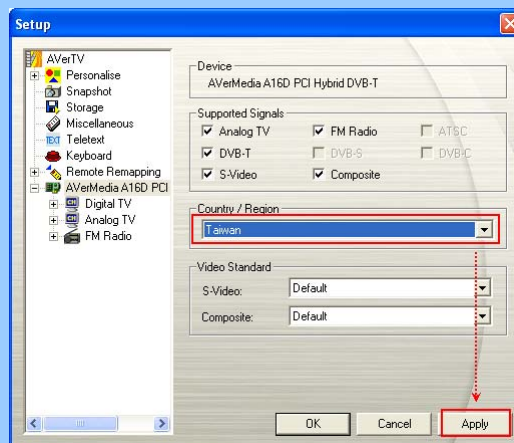 Setup
AVerTV
Personalise
Snapshot
Storage
Miscellaneous
TEXT Teletext
Keyboard
Remote Remapping
AVerMedia A16D PCI
CH Digital TV
CH Analog TV
FM Radio
Device
AVerMedia A16D PCI Hybrid DVB-T
Supported Signals
Analog TV FM Radio ATSC
DVB-T DVB-S DVB-C
S-Video Composite
Country / Region
Taiwan
Video Standard
S-Video: Default
Composite: Default
OK Cancel Apply